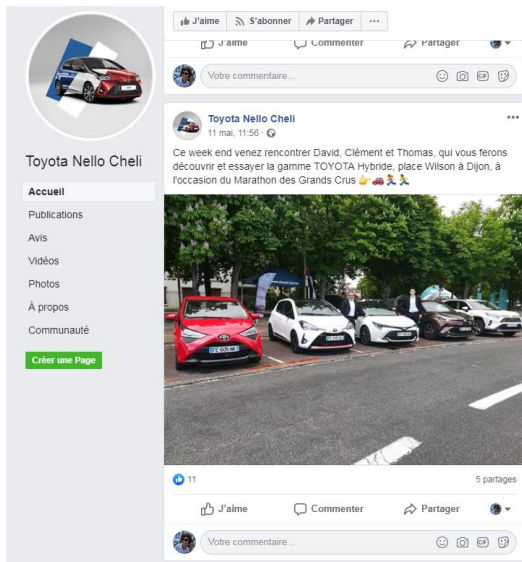 J'aime S'abonner Partager
J'aime Commenter Partager
Votre commentaire...
GIF
Toyota Nello Cheli
Accueil
Publications
Avis
Vidéos
Photos
À propos
Communauté
Créer une Page
Toyota Nello Cheli
11 mai, 11:56
Ce week end venez rencontrer David, Clément et Thomas, qui vous ferons
découvrir et essayer la gamme TOYOTA Hybride, place Wilson à Dijon, à
l'occasion du Marathon des Grands Crus
11
5 partages
J'aime Commenter Partager
Votre commentaire...
GIF